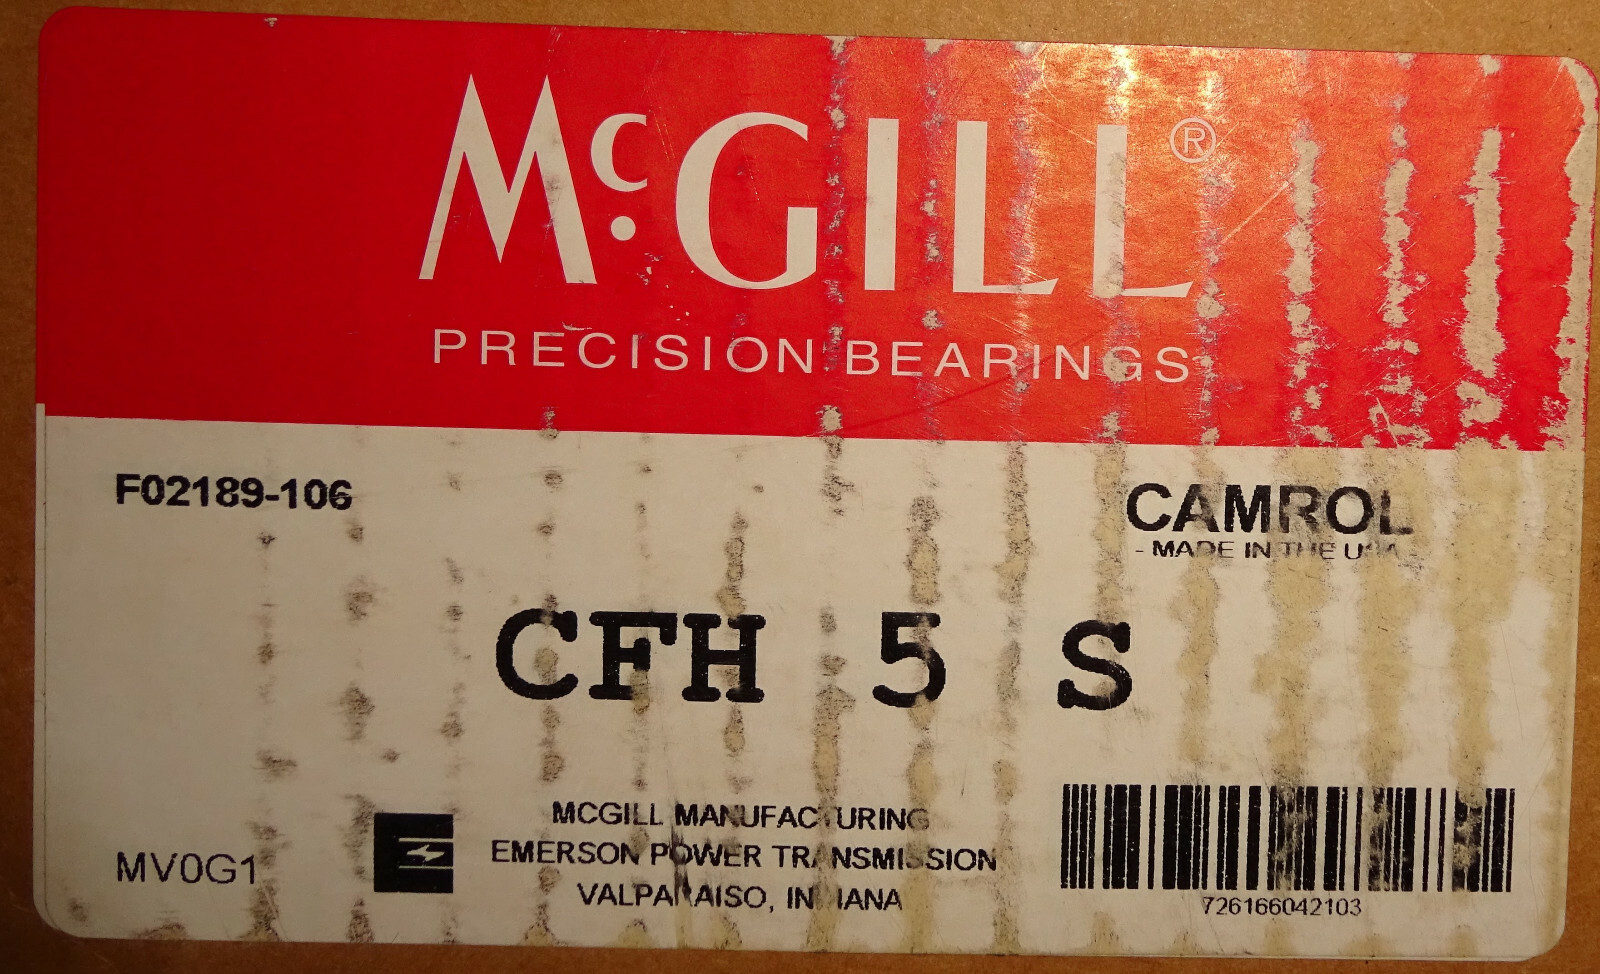 McGILL®
PRECISION BEARINGS
F02189-106
CAMROL
- MADE IN THE USA -
CFH 5 S
MCGILL MANUFACTURING
EMERSON POWER TRANSMISSION
VALPARAISO, INDIANA
MV0G1
726166042103